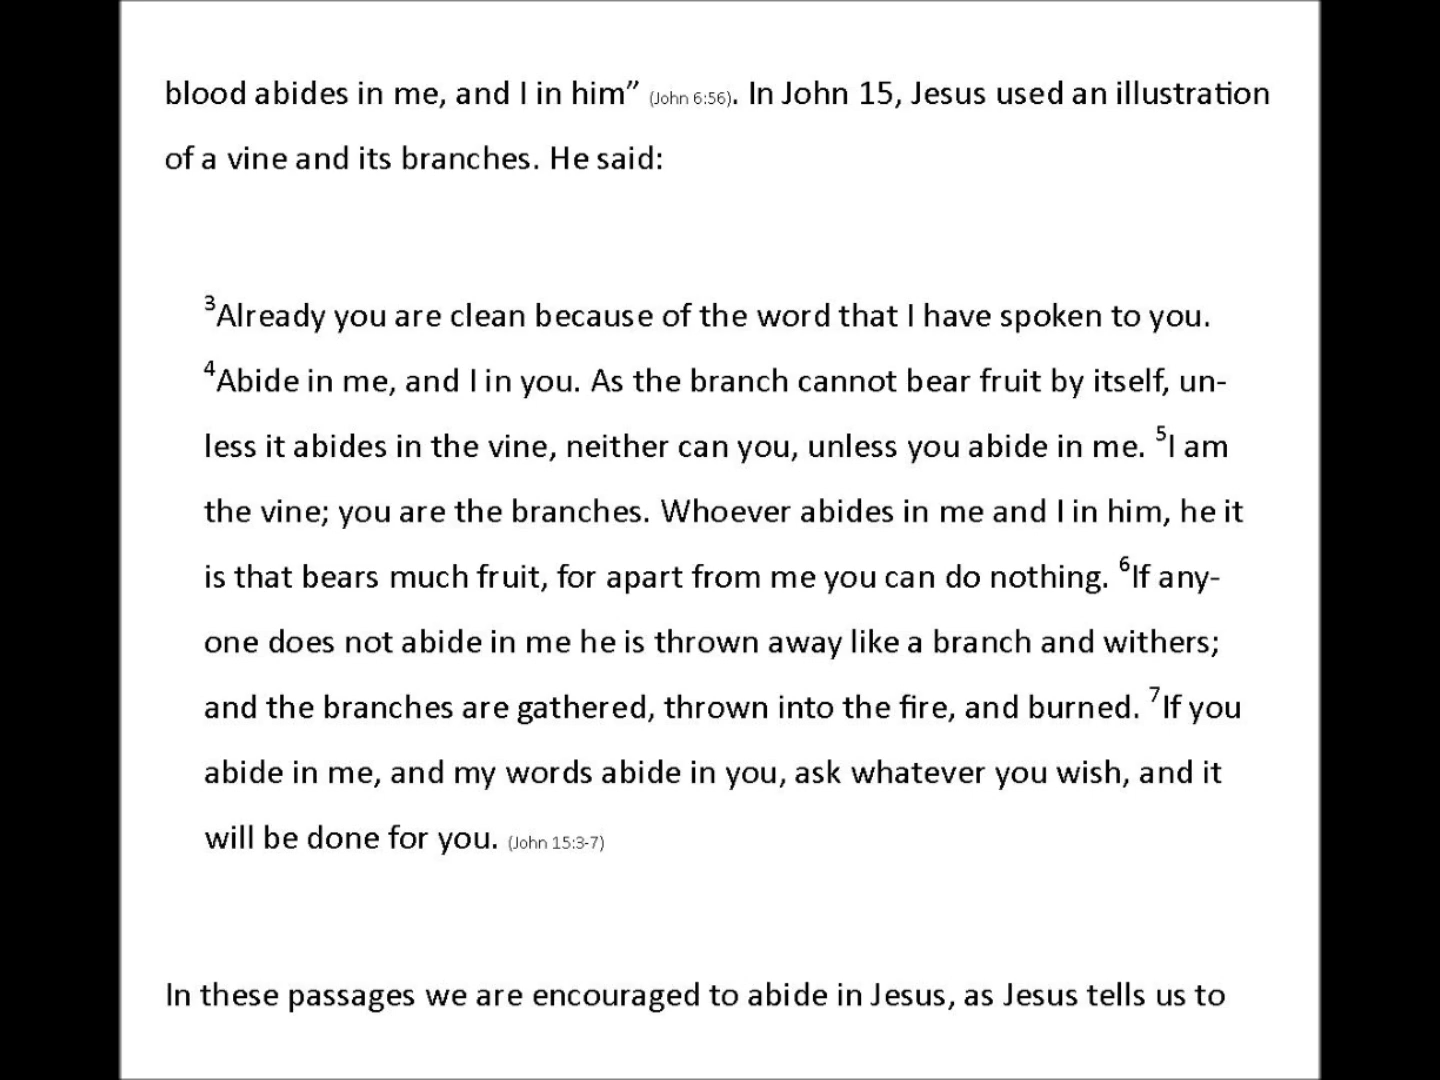 blood abides in me, and I in him” (John 6:56). In John 15, Jesus used an illustration
of a vine and its branches. He said:
³Already you are clean because of the word that I have spoken to you.
⁴Abide in me, and I in you. As the branch cannot bear fruit by itself, un-
less it abides in the vine, neither can you, unless you abide in me. ⁵I am
the vine; you are the branches. Whoever abides in me and I in him, he it
is that bears much fruit, for apart from me you can do nothing. ⁶If any-
one does not abide in me he is thrown away like a branch and withers;
and the branches are gathered, thrown into the fire, and burned. ⁷If you
abide in me, and my words abide in you, ask whatever you wish, and it
will be done for you. (John 15:3-7)
In these passages we are encouraged to abide in Jesus, as Jesus tells us to